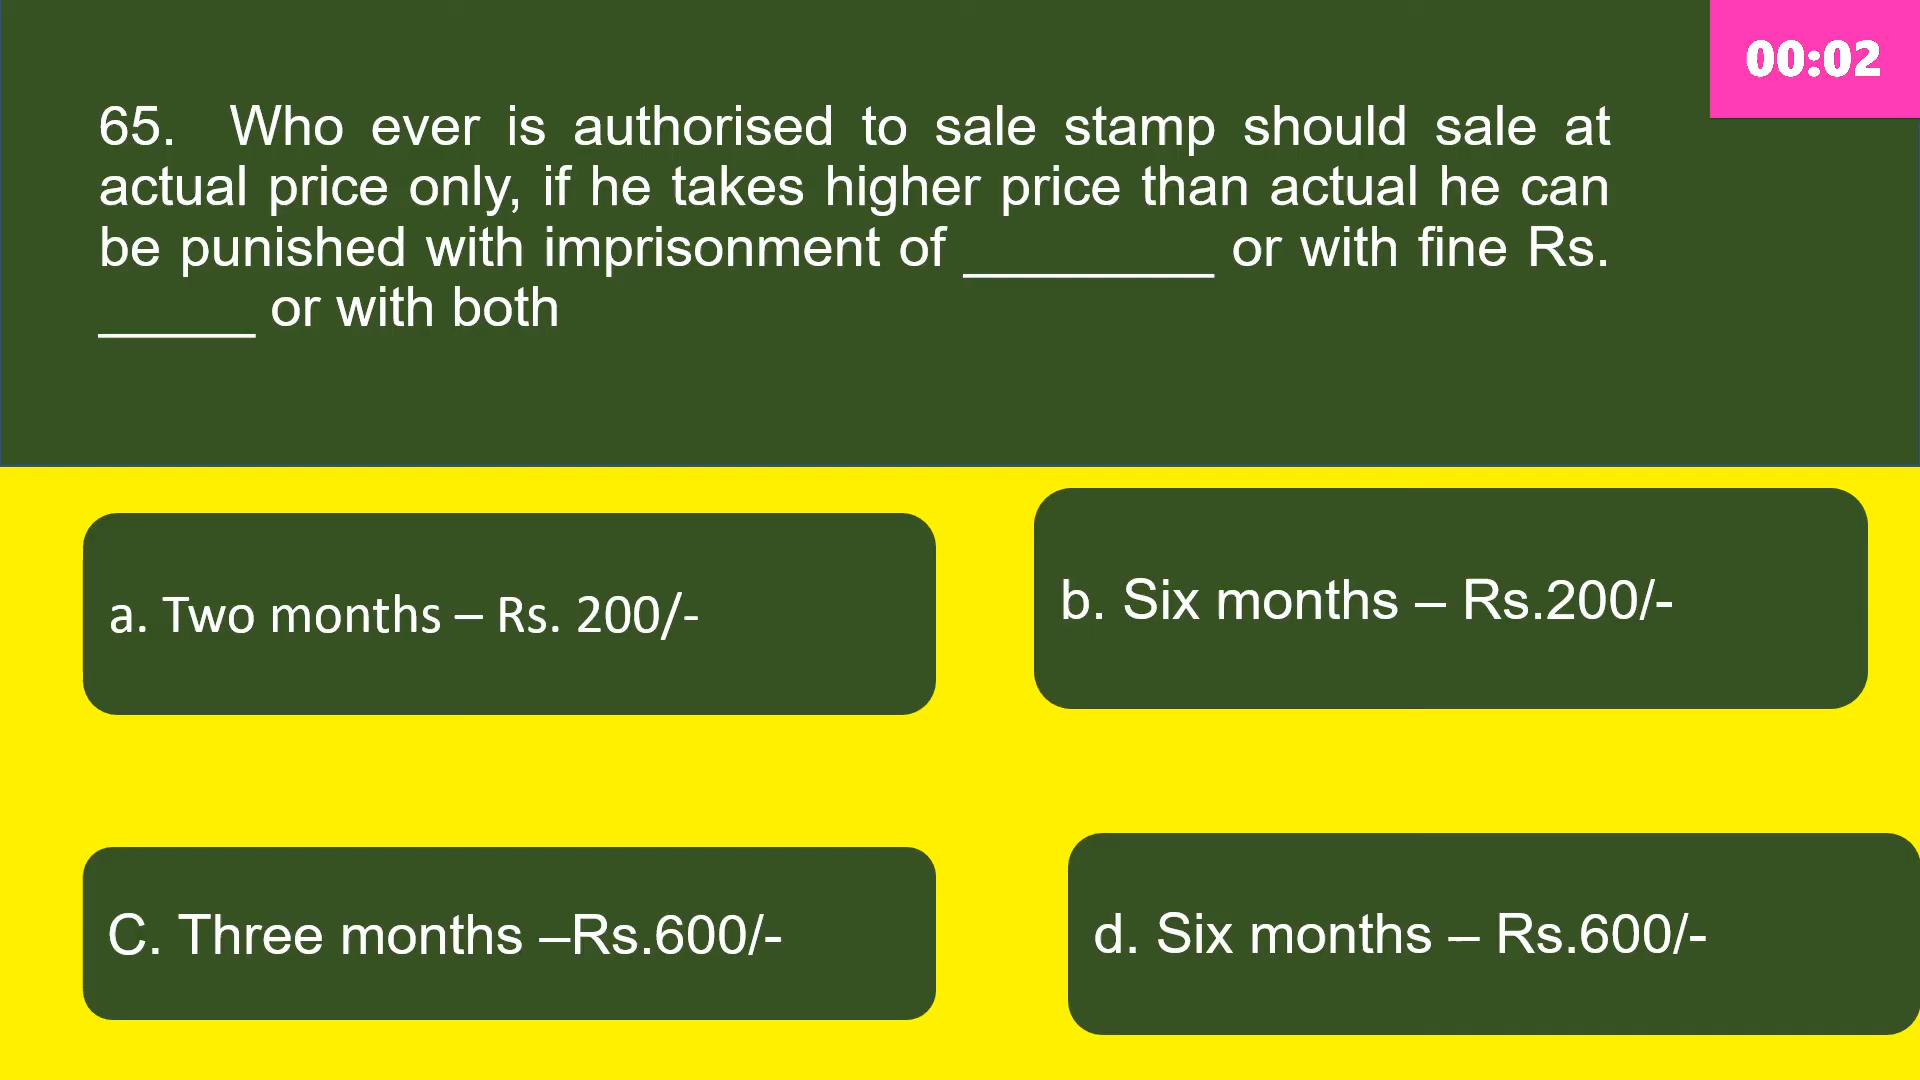 00:02
65. Who ever is authorised to sale stamp should sale at
actual price only, if he takes higher price than actual he can
be punished with imprisonment of ________ or with fine Rs.
_____ or with both
a. Two months – Rs. 200/-
b. Six months – Rs.200/-
C. Three months –Rs.600/-
d. Six months – Rs.600/-